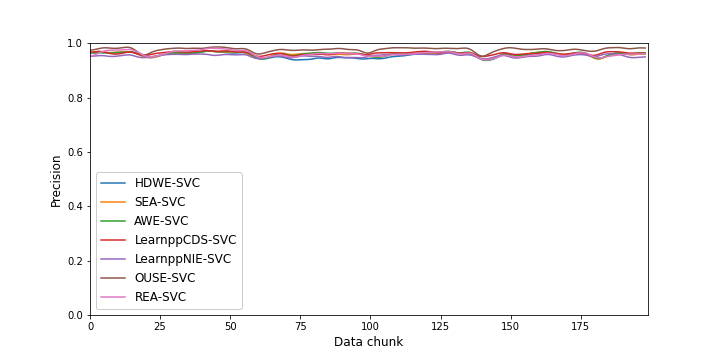 1.0
0.8
0.6
0.4
0.2
0.0
Precision
HDWE-SVC
SEA-SVC
AWE-SVC
LearnppCDS-SVC
LearnppNIE-SVC
OUSE-SVC
REA-SVC
0 25 50 75 100 125 150 175
Data chunk